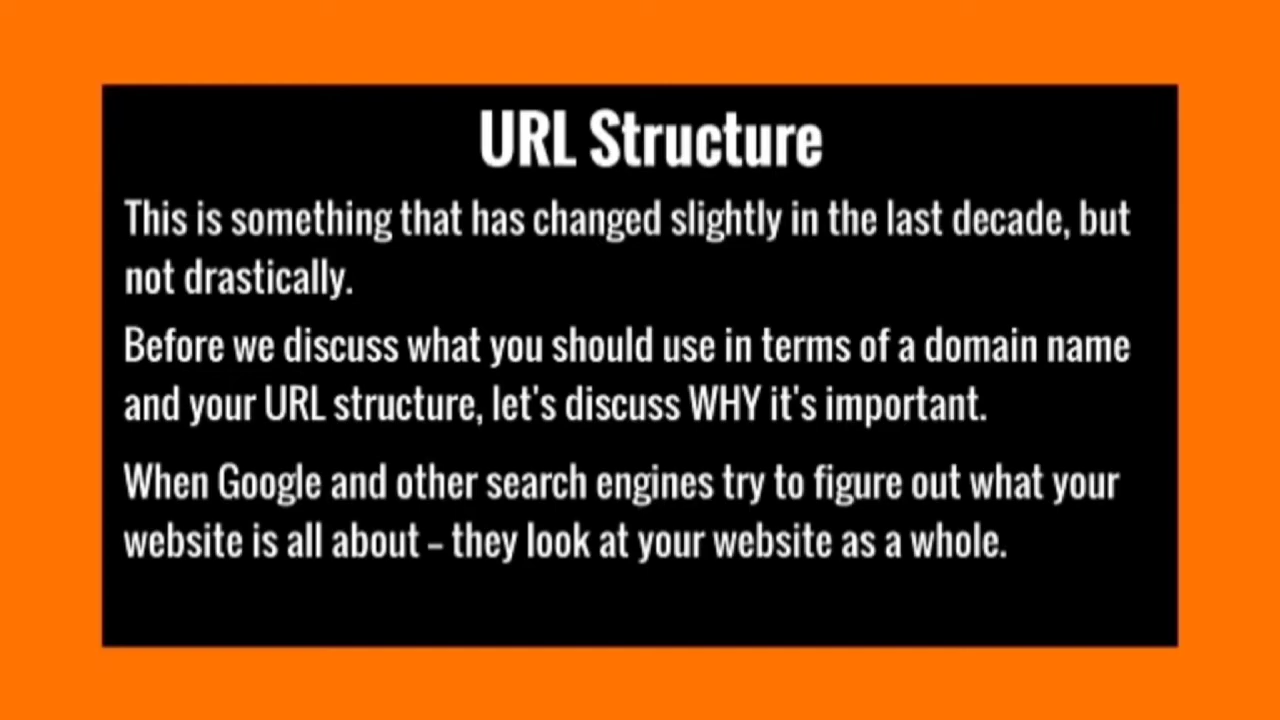 URL Structure
This is something that has changed slightly in the last decade, but
not drastically.
Before we discuss what you should use in terms of a domain name
and your URL structure, let's discuss WHY it's important.
When Google and other search engines try to figure out what your
website is all about – they look at your website as a whole.